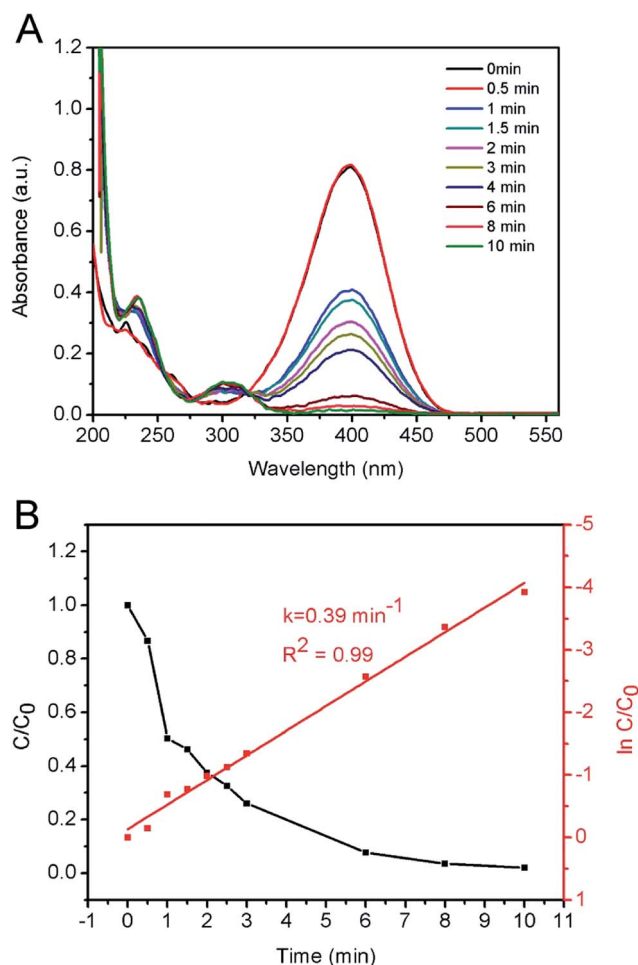 A
1.2
1.0
0.8
0.6
0.4
0.2
0.0
Absorbance (a.u.)
0min
0.5 min
1 min
1.5 min
2 min
3 min
4 min
6 min
8 min
10 min
200 250 300 350 400 450 500 550
Wavelength (nm)
B
1.2
1.0
0.8
0.6
0.4
0.2
0.0
C/C₀
k=0.39 min⁻¹
R² = 0.99
-5
-4
-3
-2
-1
0
1
ln C/C₀
-1 0 1 2 3 4 5 6 7 8 9 10 11
Time (min)